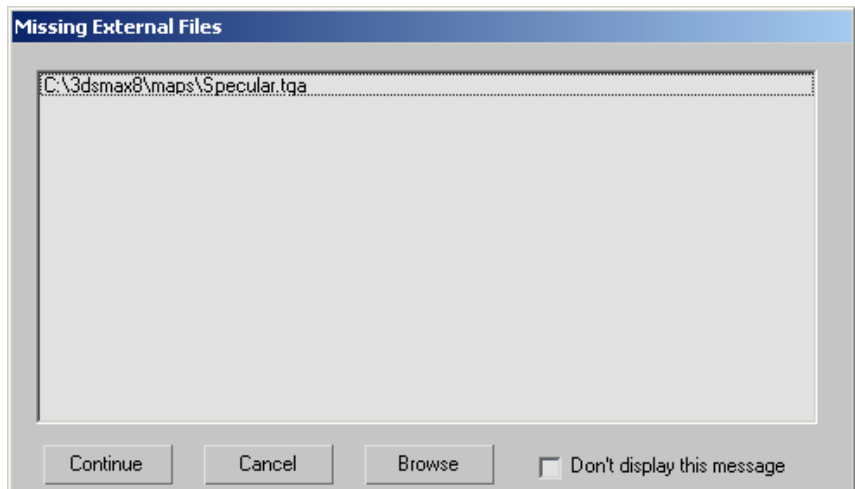 Missing External Files
C:\3dsmax8\maps\Specular.tga
Continue Cancel Browse Don't display this message